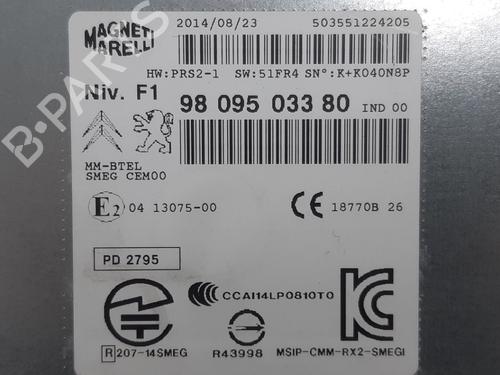 MAGNETI
MARELLI
2014/08/23
503551224205
HW:PRS2-1 SW:51FR4 SN°:K+K040N8P
Niv. F1
98 095 033 80 IND 00
MM-BTEL
SMEG CEM00
E2 04 13075-00
CE 18770B 26
PD 2795
CCAI14LP0810T0
R 207-14SMEG
R43998
MSIP-CMM-RX2-SMEGI